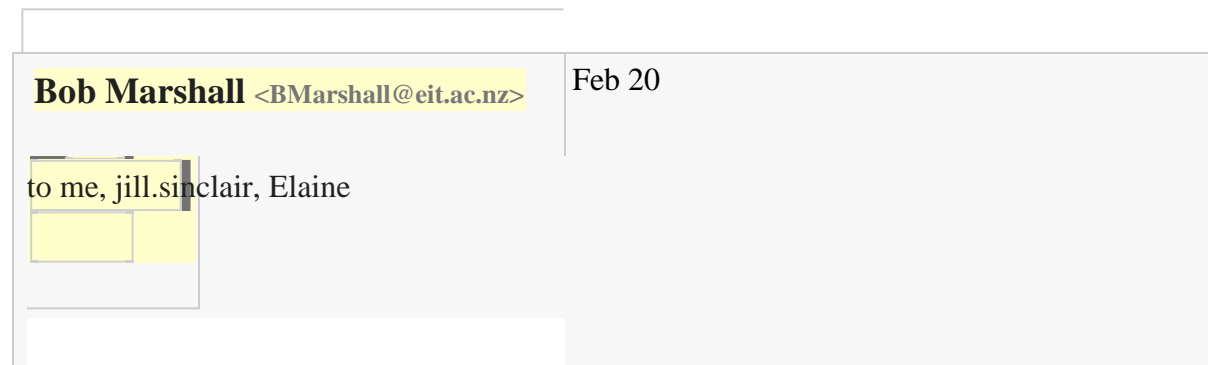 Bob Marshall <BMarshall@eit.ac.nz> Feb 20
to me, jill.sinclair, Elaine